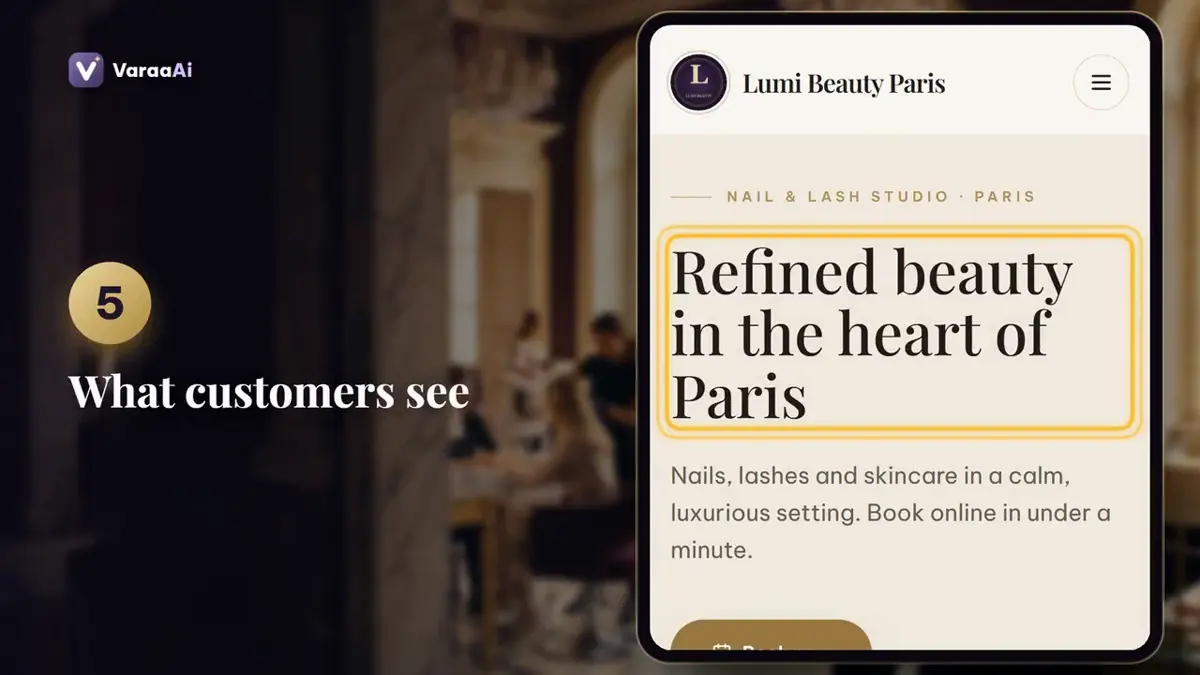 VaraaAi
5
What customers see
L
Lumi Beauty Paris
NAIL & LASH STUDIO · PARIS
Refined beauty
in the heart of
Paris
Nails, lashes and skincare in a calm,
luxurious setting. Book online in under a
minute.